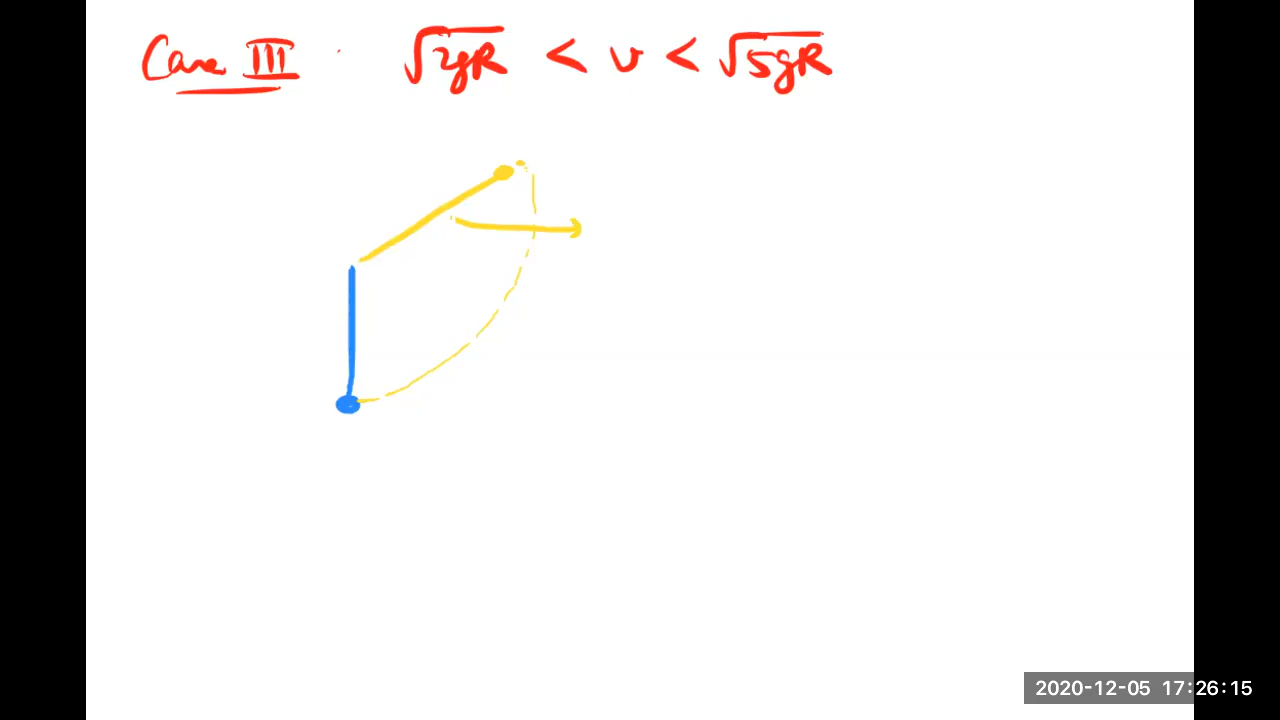 Case III : √2gR < v < √5gR
2020-12-05 17:26:15